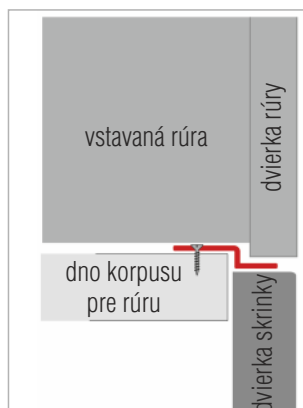 vstavaná rúra
dvierka rúry
dno korpusu
pre rúru
dvierka skrinky